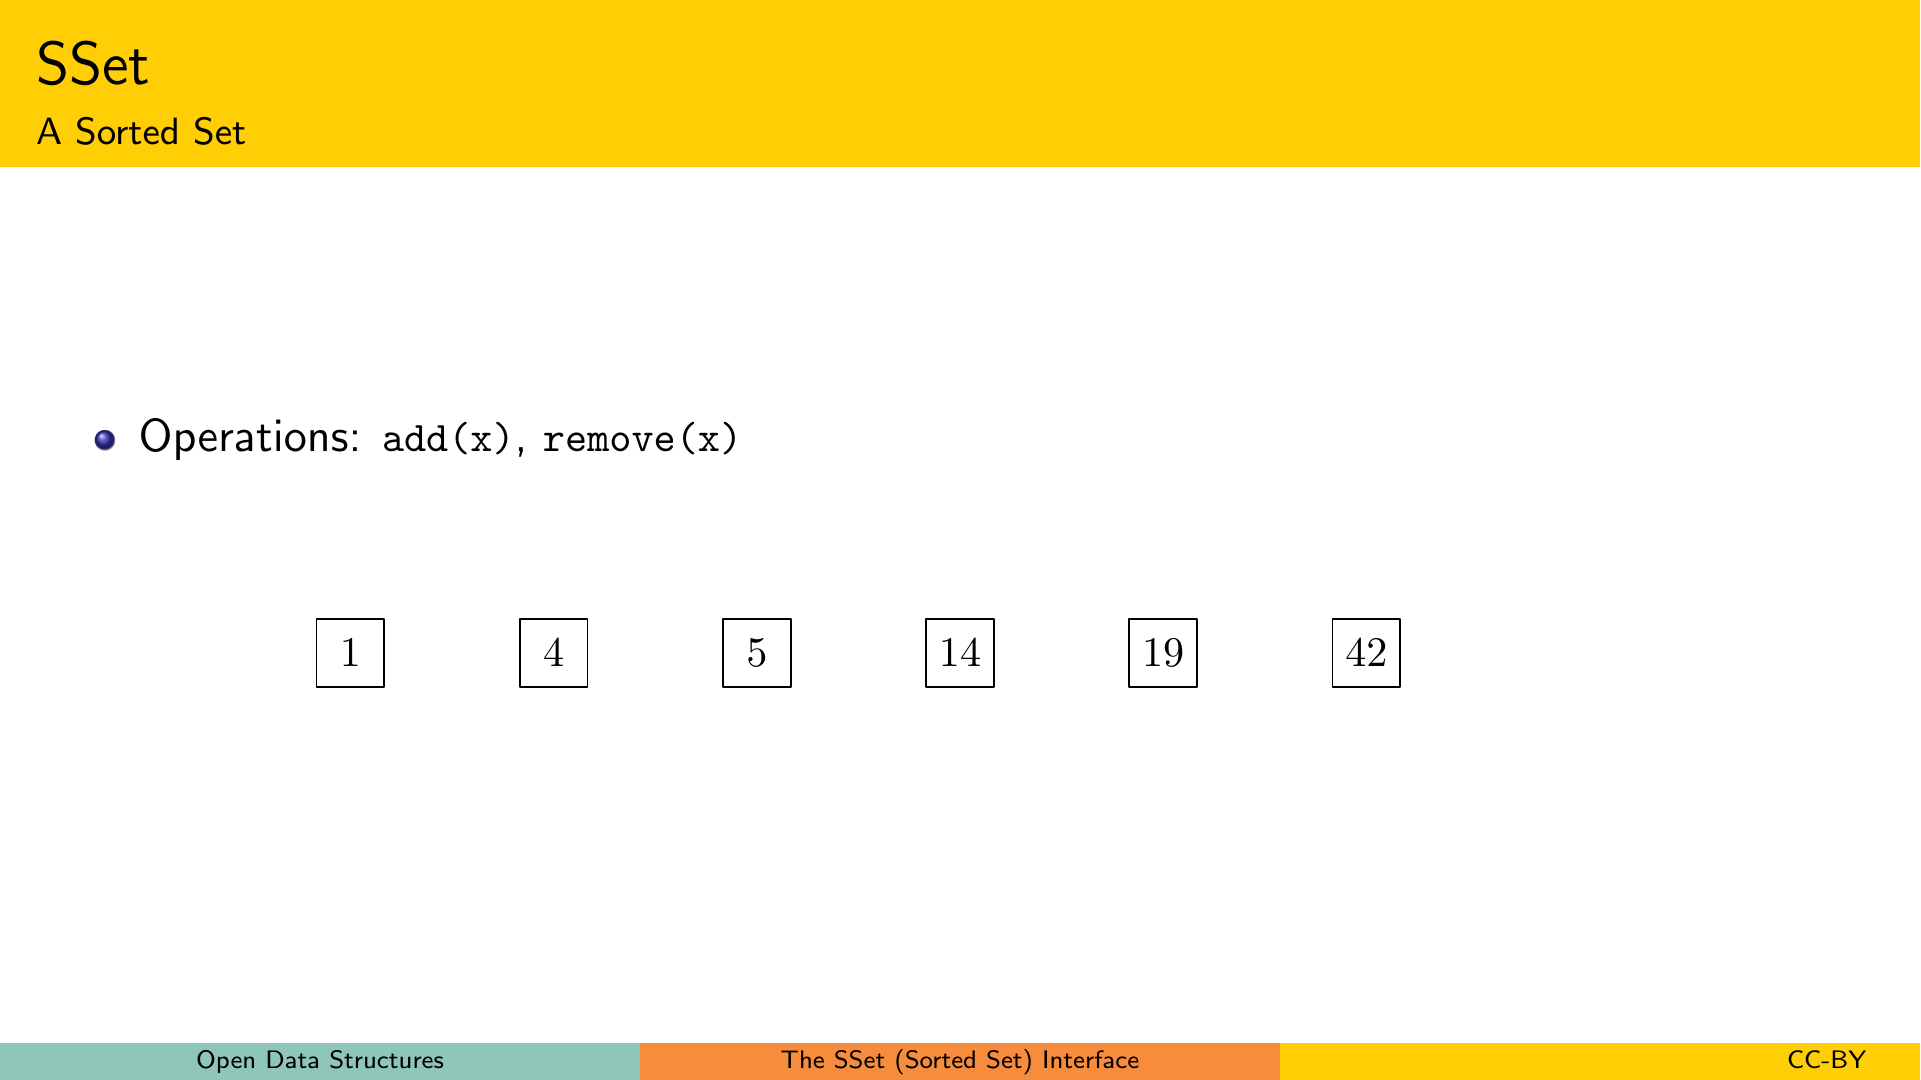 SSet
A Sorted Set
Operations: add(x), remove(x)
1 4 5 14 19 42
Open Data Structures The SSet (Sorted Set) Interface CC-BY